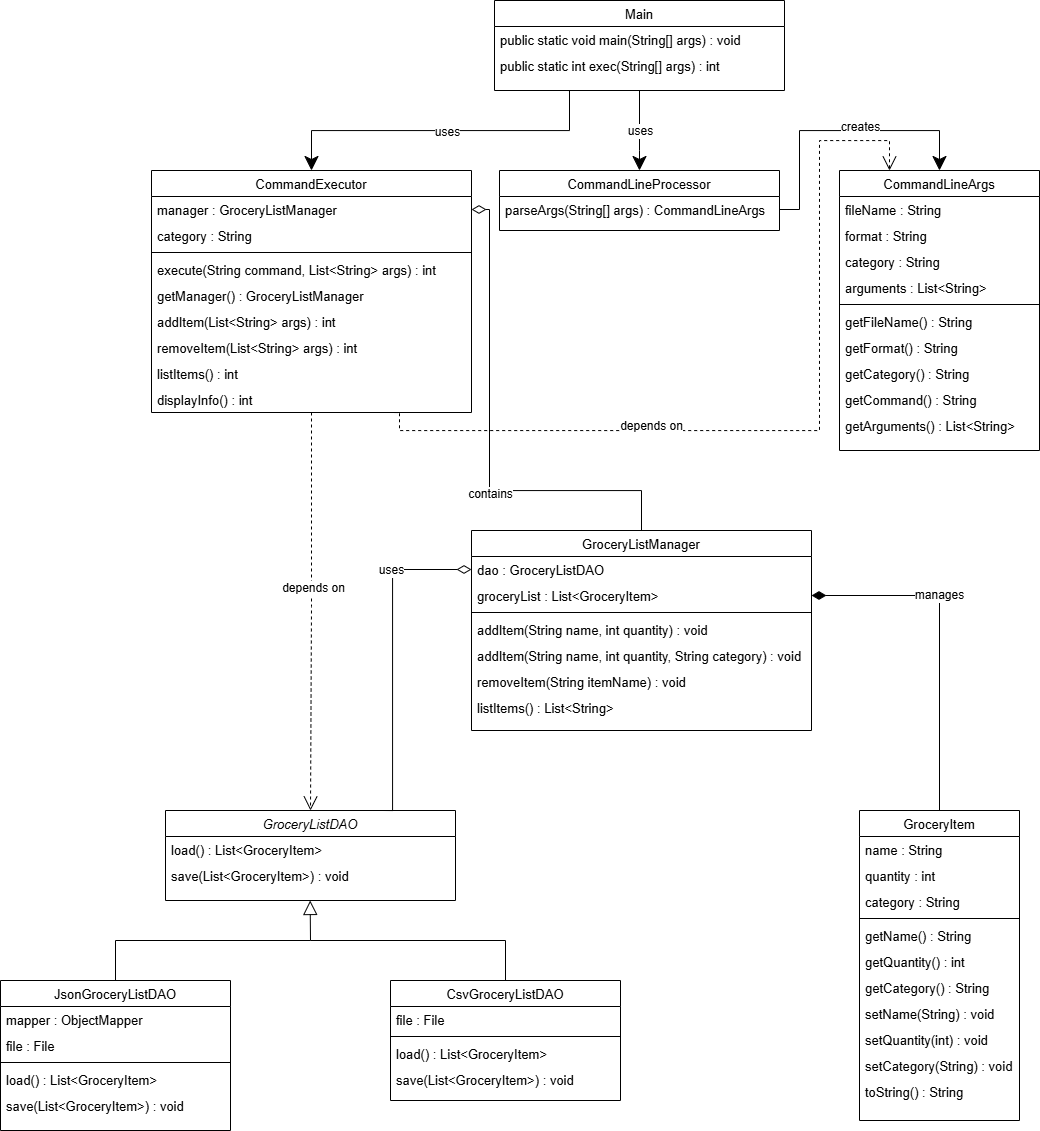 Main
public static void main(String[] args) : void
public static int exec(String[] args) : int
uses
uses
creates
CommandExecutor
manager : GroceryListManager
category : String
execute(String command, List<String> args) : int
getManager() : GroceryListManager
addItem(List<String> args) : int
removeItem(List<String> args) : int
listItems() : int
displayInfo() : int
CommandLineProcessor
parseArgs(String[] args) : CommandLineArgs
CommandLineArgs
fileName : String
format : String
category : String
arguments : List<String>
getFileName() : String
getFormat() : String
getCategory() : String
getCommand() : String
getArguments() : List<String>
depends on
contains
depends on
uses
GroceryListManager
dao : GroceryListDAO
groceryList : List<GroceryItem>
addItem(String name, int quantity) : void
addItem(String name, int quantity, String category) : void
removeItem(String itemName) : void
listItems() : List<String>
manages
GroceryListDAO
load() : List<GroceryItem>
save(List<GroceryItem>) : void
GroceryItem
name : String
quantity : int
category : String
getName() : String
getQuantity() : int
getCategory() : String
setName(String) : void
setQuantity(int) : void
setCategory(String) : void
toString() : String
JsonGroceryListDAO
mapper : ObjectMapper
file : File
load() : List<GroceryItem>
save(List<GroceryItem>) : void
CsvGroceryListDAO
file : File
load() : List<GroceryItem>
save(List<GroceryItem>) : void